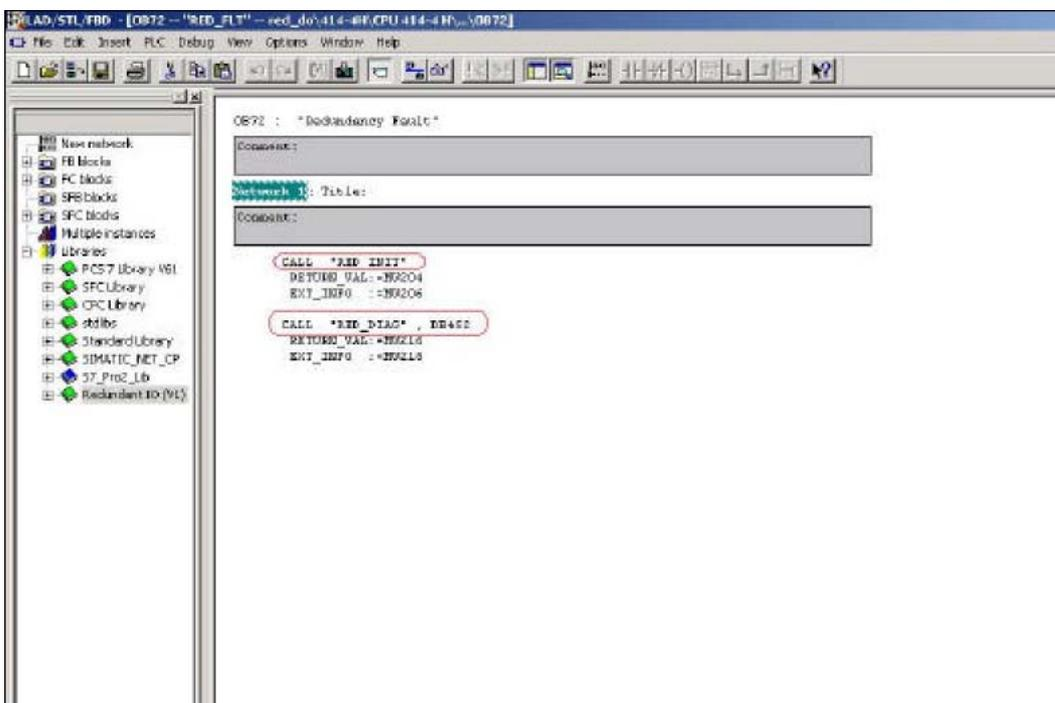 LAD/STL/FBD - [OB72 -- "RED_FLT" -- red_do\414-4H\CPU 414-4 H\...\OB72]
File Edit Insert PLC Debug View Options Window Help
New network
FB blocks
FC blocks
SFB blocks
SFC blocks
Multiple instances
Libraries
PCS 7 Library V61
SFC Library
CFC Library
stdlibs
Standard Library
SIMATIC_NET_CP
S7_Pro2_Lib
Redundant IO (V1)
OB72 : "Redundancy Fault"
Comment:
Network 1: Title:
Comment:
CALL "RED_INIT"
RETURN_VAL:=MW204
EXT_INFO :=MW206
CALL "RED_DIAG" , DB452
RETURN_VAL:=MW216
EXT_INFO :=MW218